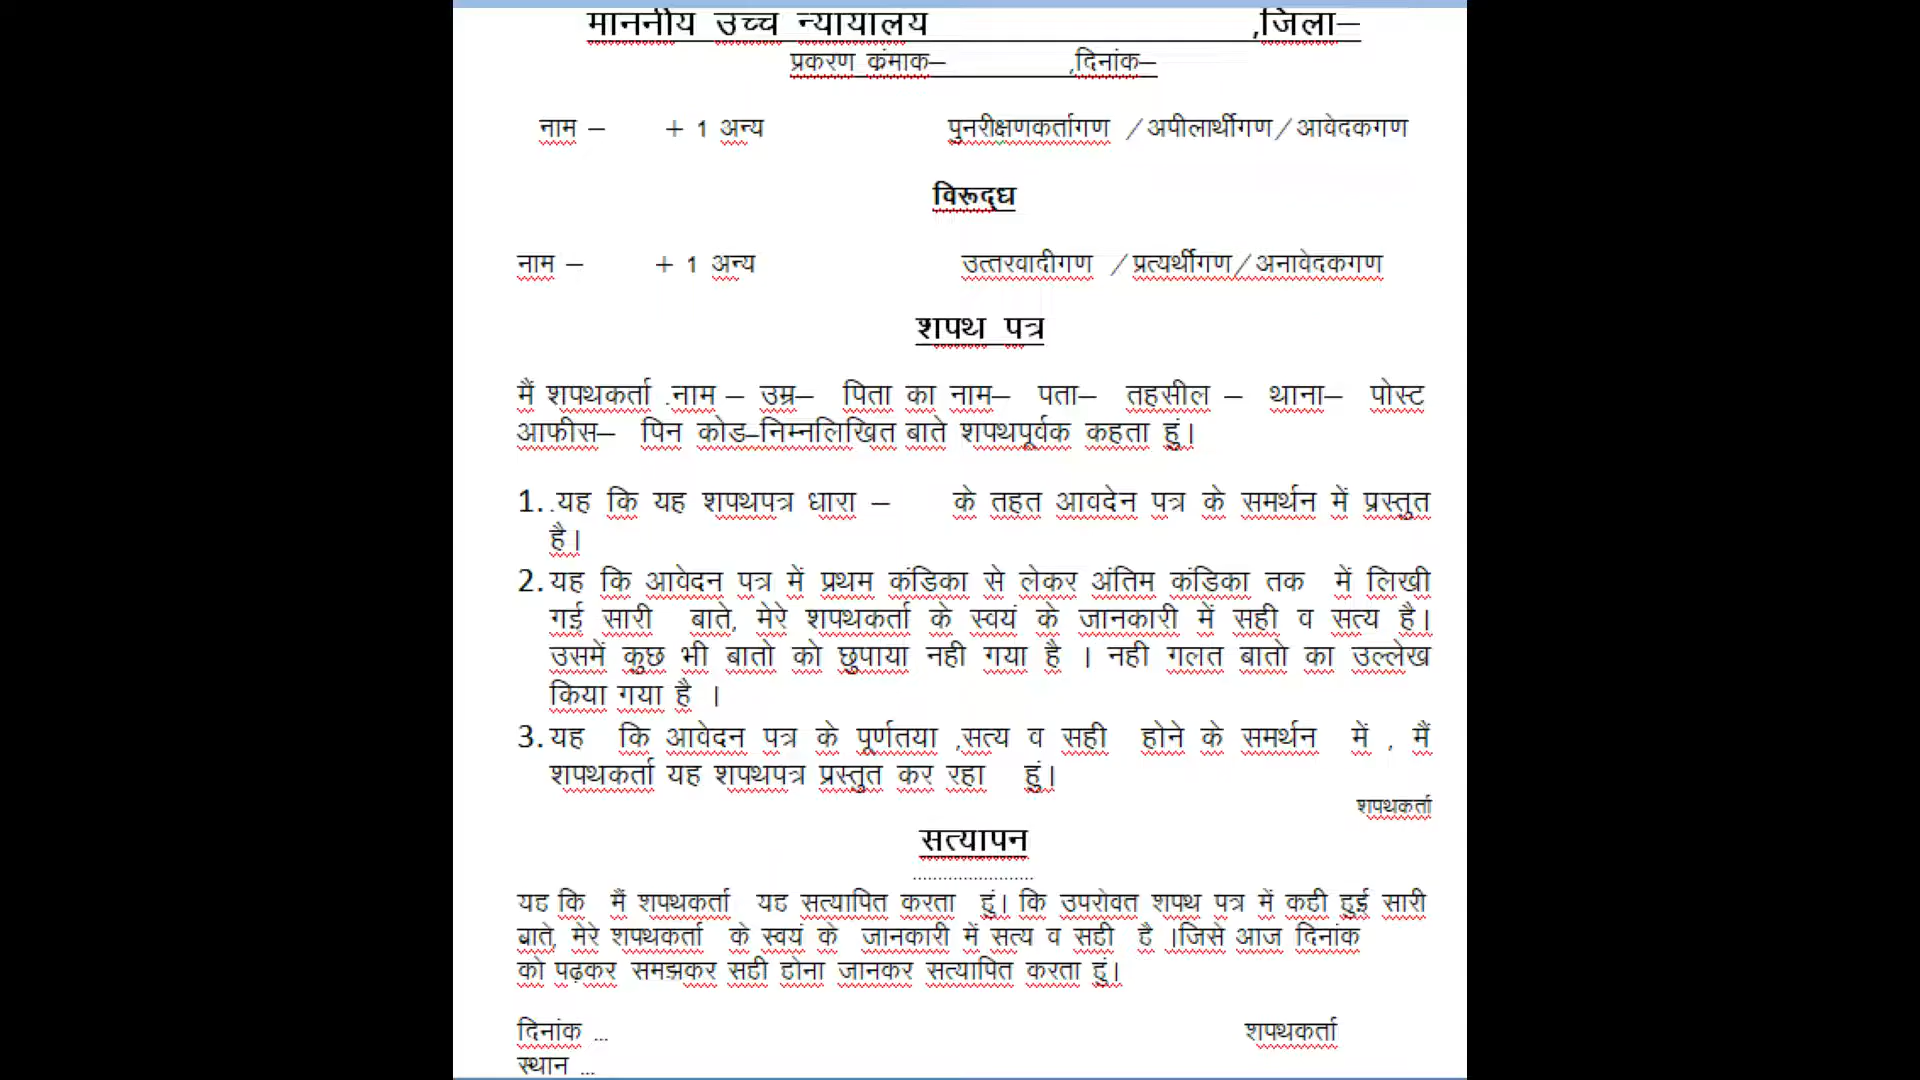 माननीय उच्च न्यायालय ,जिला–
प्रकरण कंमाक– ,दिनांक–
नाम – + 1 अन्य पुनरीक्षणकर्तागण /अपीलार्थीगण/आवेदकगण
विरूद्ध
नाम – + 1 अन्य उत्तरवादीगण /प्रत्यर्थीगण/अनावेदकगण
शपथ पत्र
मैं शपथकर्ता .नाम – उम्र– पिता का नाम– पता– तहसील – थाना– पोस्ट
आफीस– पिन कोड–निम्नलिखित बाते शपथपूर्वक कहता हुं।
1. .यह कि यह शपथपत्र धारा – के तहत आवदेन पत्र के समर्थन में प्रस्तुत
है।
2. यह कि आवेदन पत्र में प्रथम कंडिका से लेकर अंतिम कंडिका तक में लिखी
गई सारी बाते, मेरे शपथकर्ता के स्वयं के जानकारी में सही व सत्य है।
उसमें कुछ भी बातो को छुपाया नही गया है । नही गलत बातो का उल्लेख
किया गया है ।
3. यह कि आवेदन पत्र के पूर्णतया ,सत्य व सही होने के समर्थन में , मैं
शपथकर्ता यह शपथपत्र प्रस्तुत कर रहा हुं।
शपथकर्ता
सत्यापन
........................
यह कि मैं शपथकर्ता यह सत्यापित करता हुं। कि उपरोक्त शपथ पत्र में कही हुई सारी
बाते, मेरे शपथकर्ता के स्वयं के जानकारी में सत्य व सही है ।जिसे आज दिनांक
को पढ़कर समझकर सही होना जानकर सत्यापित करता हुं।
दिनांक ... शपथकर्ता
स्थान ...